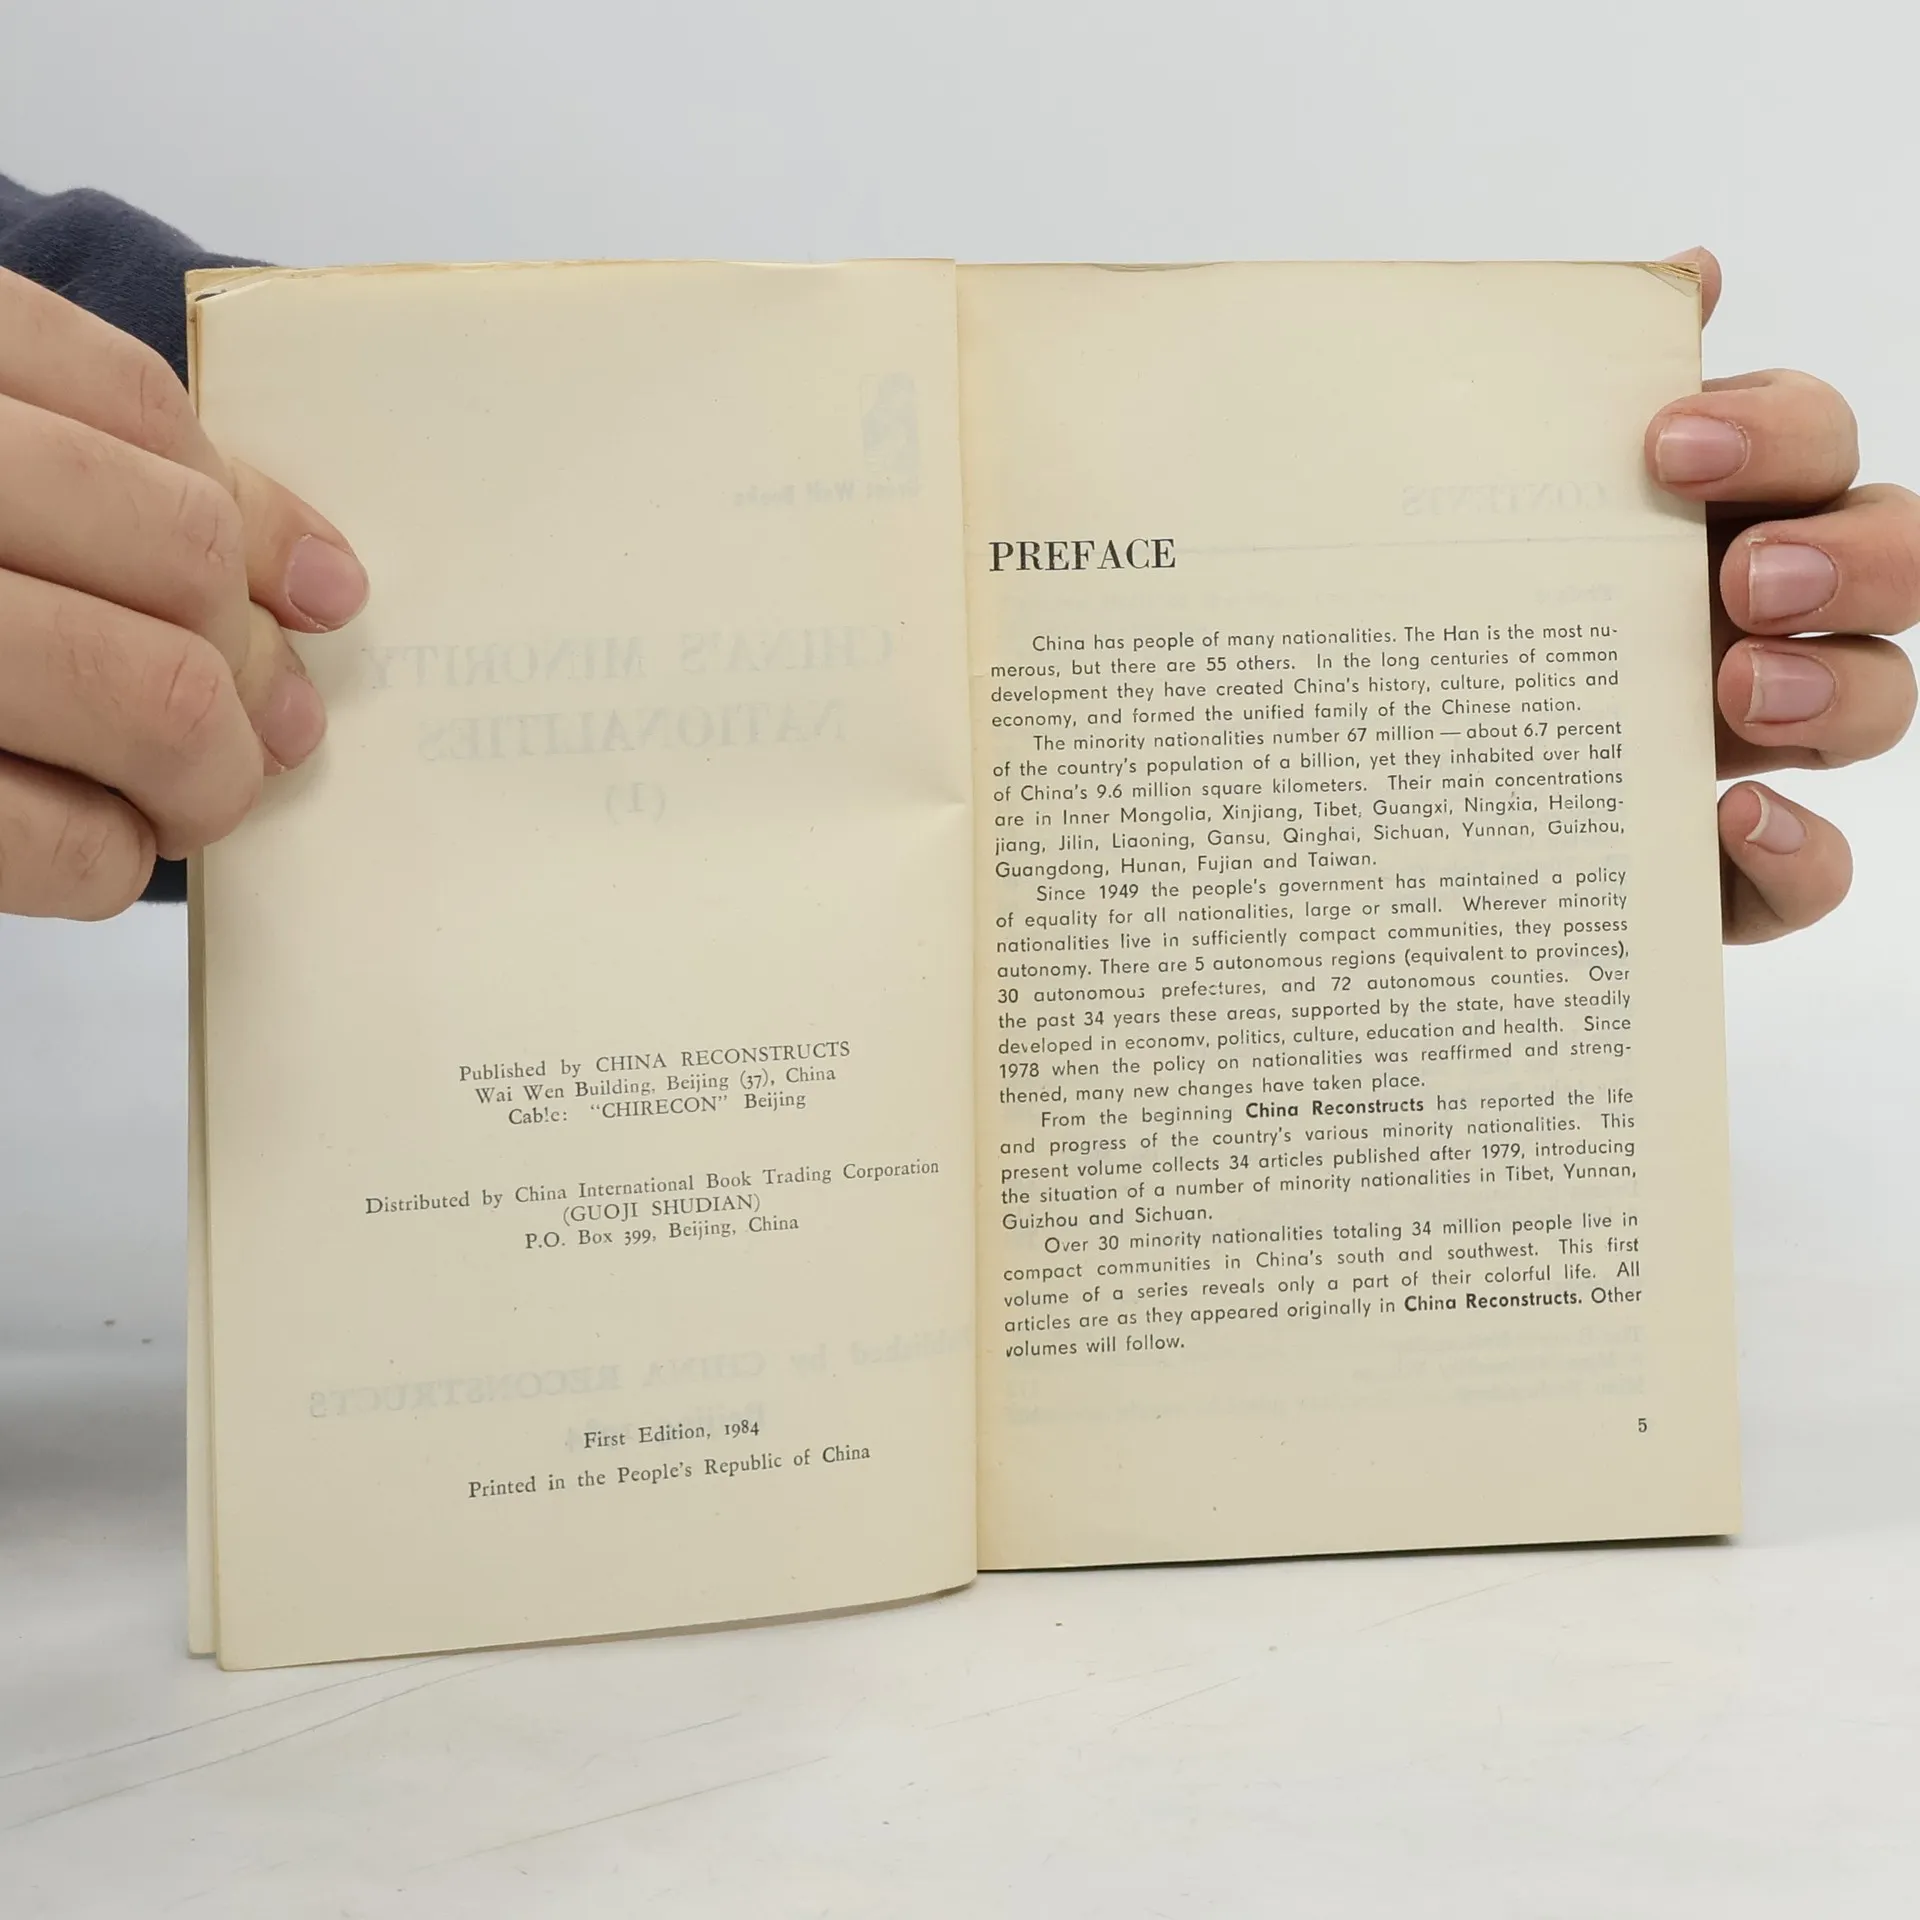 Published by CHINA RECONSTRUCTS
Wai Wen Building, Beijing (37), China
Cable: "CHIRECON" Beijing
Distributed by China International Book Trading Corporation
(GUOJI SHUDIAN)
P.O. Box 399, Beijing, China
First Edition, 1984
Printed in the People's Republic of China
PREFACE
China has people of many nationalities. The Han is the most nu-
merous, but there are 55 others. In the long centuries of common
development they have created China's history, culture, politics and
economy, and formed the unified family of the Chinese nation.
The minority nationalities number 67 million — about 6.7 percent
of the country's population of a billion, yet they inhabited over half
of China's 9.6 million square kilometers. Their main concentrations
are in Inner Mongolia, Xinjiang, Tibet, Guangxi, Ningxia, Heilong-
jiang, Jilin, Liaoning, Gansu, Qinghai, Sichuan, Yunnan, Guizhou,
Guangdong, Hunan, Fujian and Taiwan.
Since 1949 the people's government has maintained a policy
of equality for all nationalities, large or small. Wherever minority
nationalities live in sufficiently compact communities, they possess
autonomy. There are 5 autonomous regions (equivalent to provinces),
30 autonomous prefectures, and 72 autonomous counties. Over
the past 34 years these areas, supported by the state, have steadily
developed in economy, politics, culture, education and health. Since
1978 when the policy on nationalities was reaffirmed and streng-
thened, many new changes have taken place.
From the beginning China Reconstructs has reported the life
and progress of the country's various minority nationalities. This
present volume collects 34 articles published after 1979, introducing
the situation of a number of minority nationalities in Tibet, Yunnan,
Guizhou and Sichuan.
Over 30 minority nationalities totaling 34 million people live in
compact communities in China's south and southwest. This first
volume of a series reveals only a part of their colorful life. All
articles are as they appeared originally in China Reconstructs. Other
volumes will follow.
5